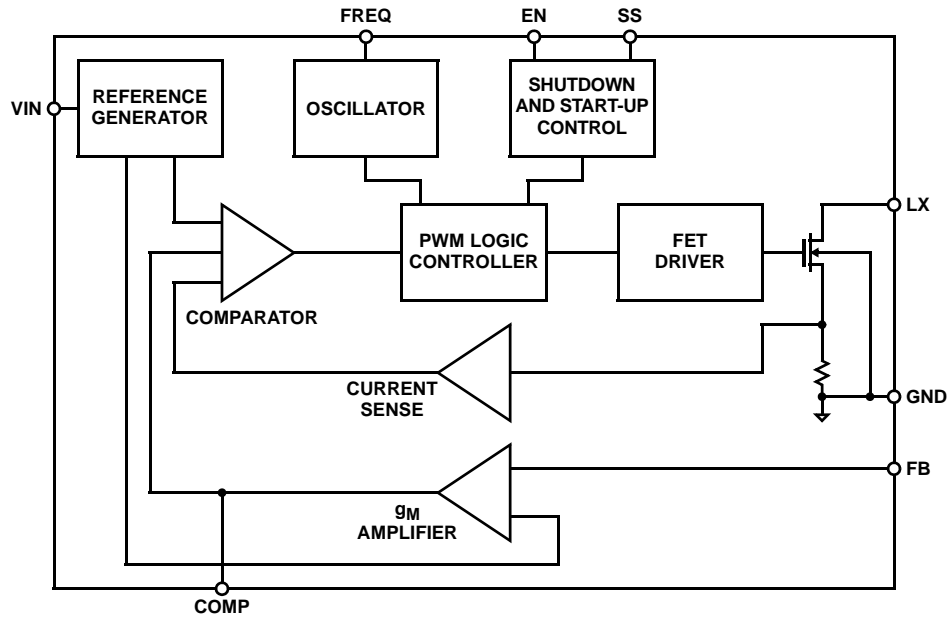 FREQ
EN
SS
VIN
REFERENCE
GENERATOR
OSCILLATOR
SHUTDOWN
AND START-UP
CONTROL
LX
PWM LOGIC
CONTROLLER
FET
DRIVER
COMPARATOR
CURRENT
SENSE
GND
FB
gM
AMPLIFIER
COMP